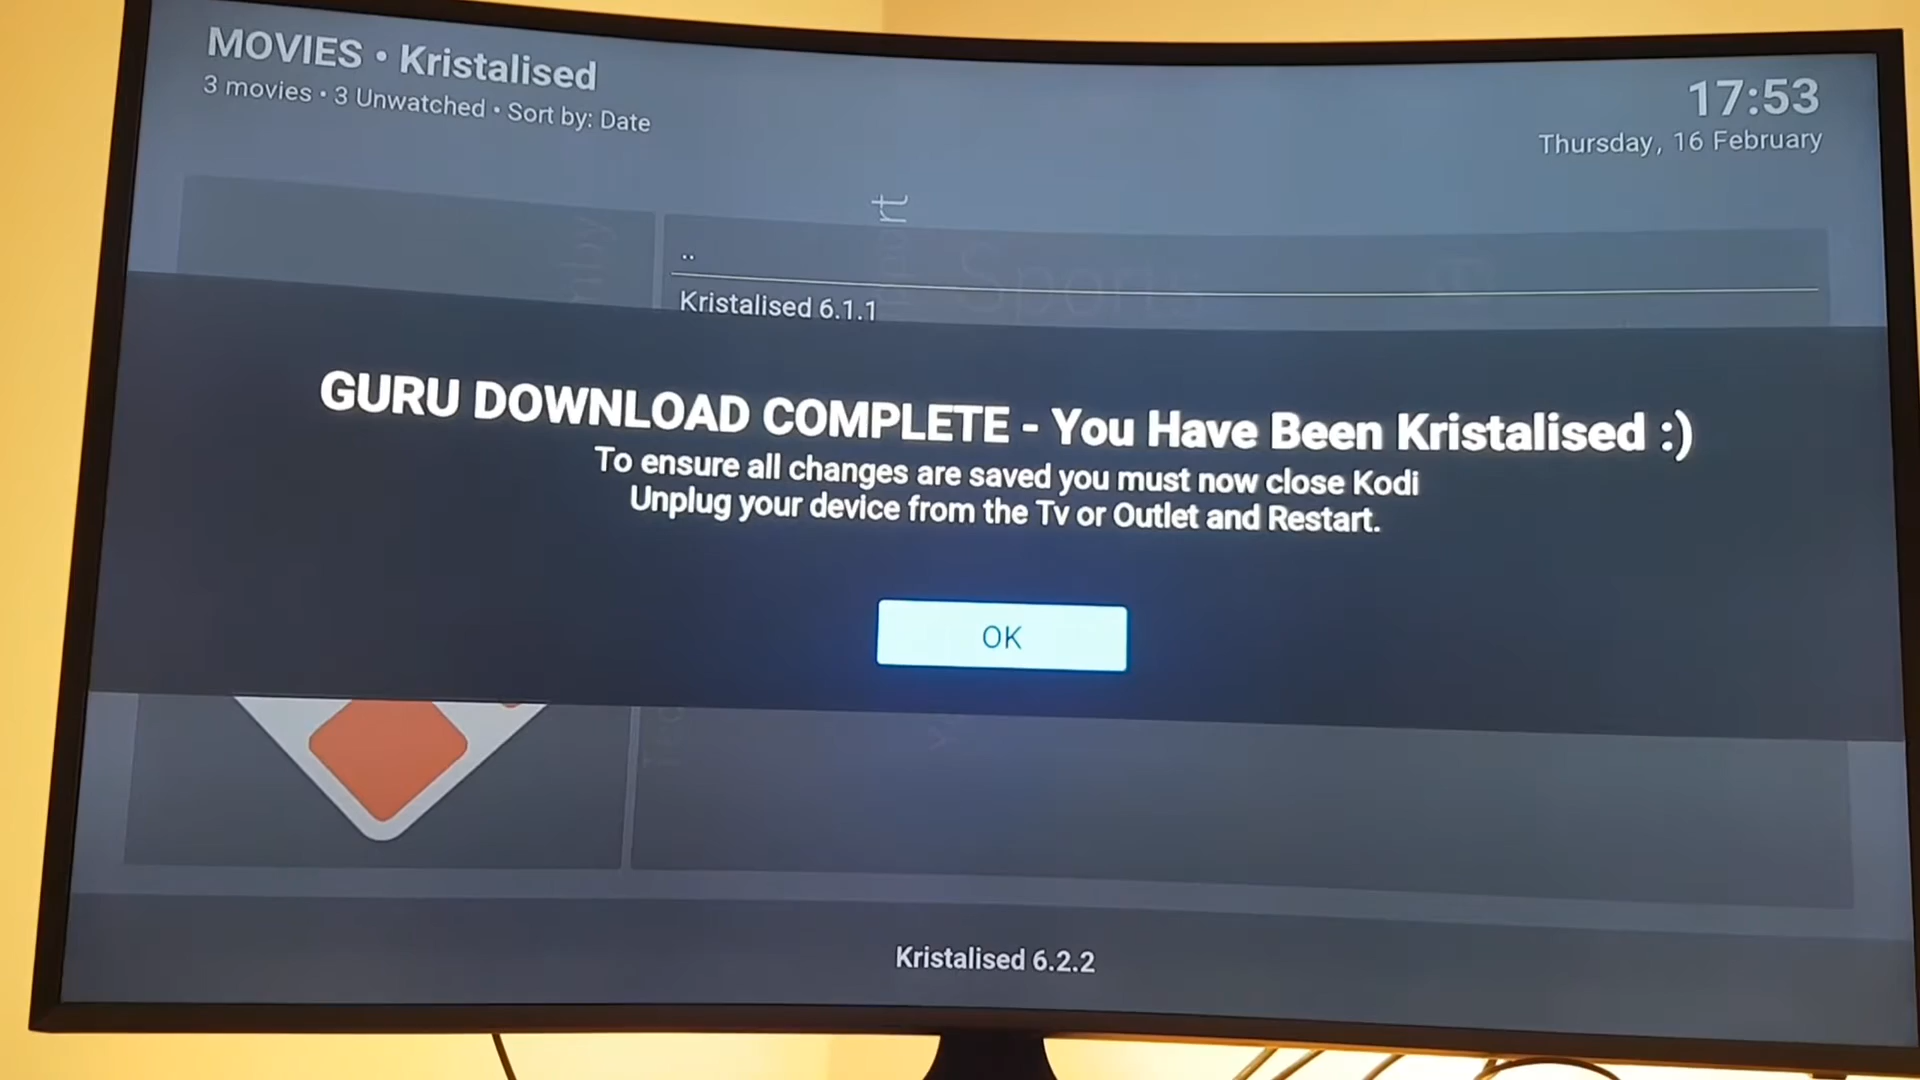 MOVIES • Kristalised
3 movies • 3 Unwatched • Sort by: Date
17:53
Thursday, 16 February
..
Kristalised 6.1.1
Sports
GURU DOWNLOAD COMPLETE - You Have Been Kristalised :)
To ensure all changes are saved you must now close Kodi
Unplug your device from the Tv or Outlet and Restart.
OK
Kristalised 6.2.2